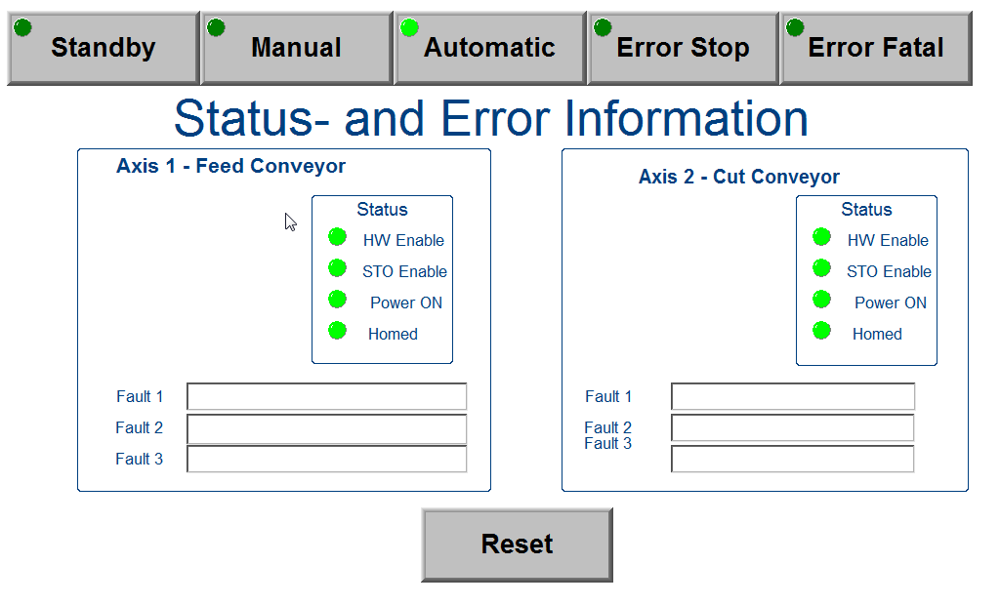 Standby Manual Automatic Error Stop Error Fatal
Status- and Error Information
Axis 1 - Feed Conveyor
Status
HW Enable
STO Enable
Power ON
Homed
Fault 1
Fault 2
Fault 3
Axis 2 - Cut Conveyor
Status
HW Enable
STO Enable
Power ON
Homed
Fault 1
Fault 2
Fault 3
Reset